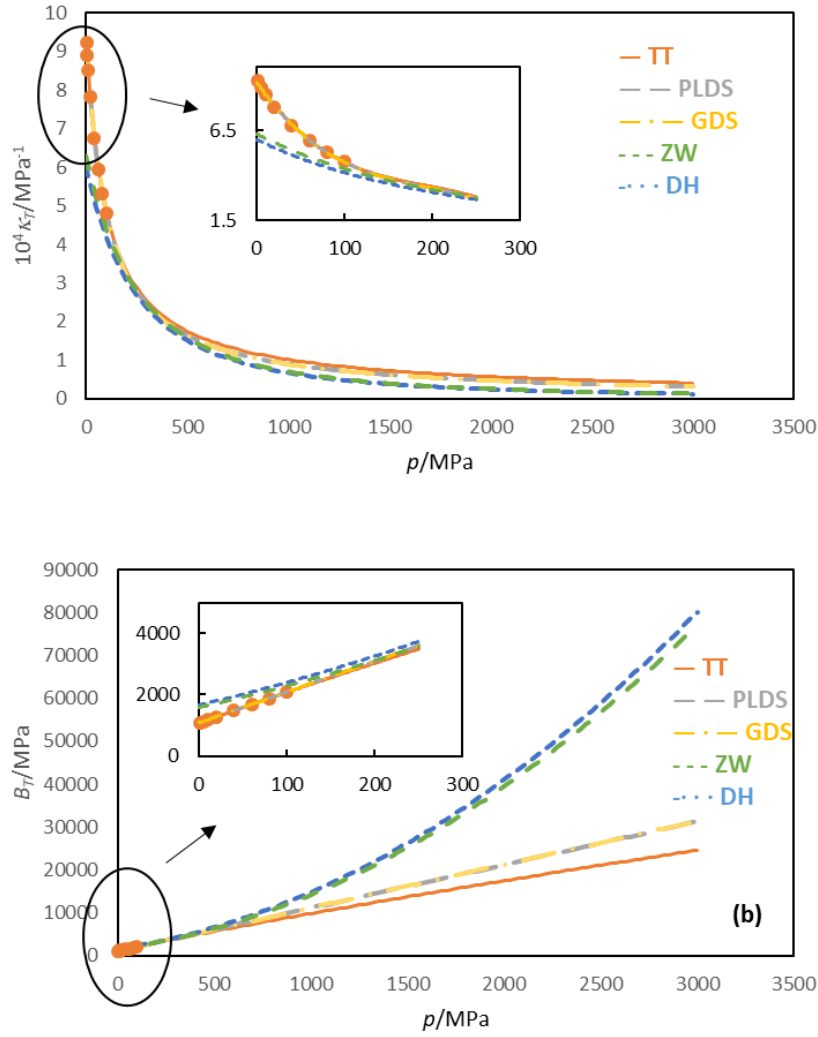 10
9
8
7
6
5
4
3
2
1
0
10⁴κT/MPa⁻¹
6.5
1.5
0 100 200 300
TT
PLDS
GDS
ZW
DH
0 500 1000 1500 2000 2500 3000 3500
p/MPa
90000
80000
70000
60000
50000
40000
30000
20000
10000
0
BT/MPa
4000
2000
0
0 100 200 300
TT
PLDS
GDS
ZW
DH
(b)
0 500 1000 1500 2000 2500 3000 3500
p/MPa